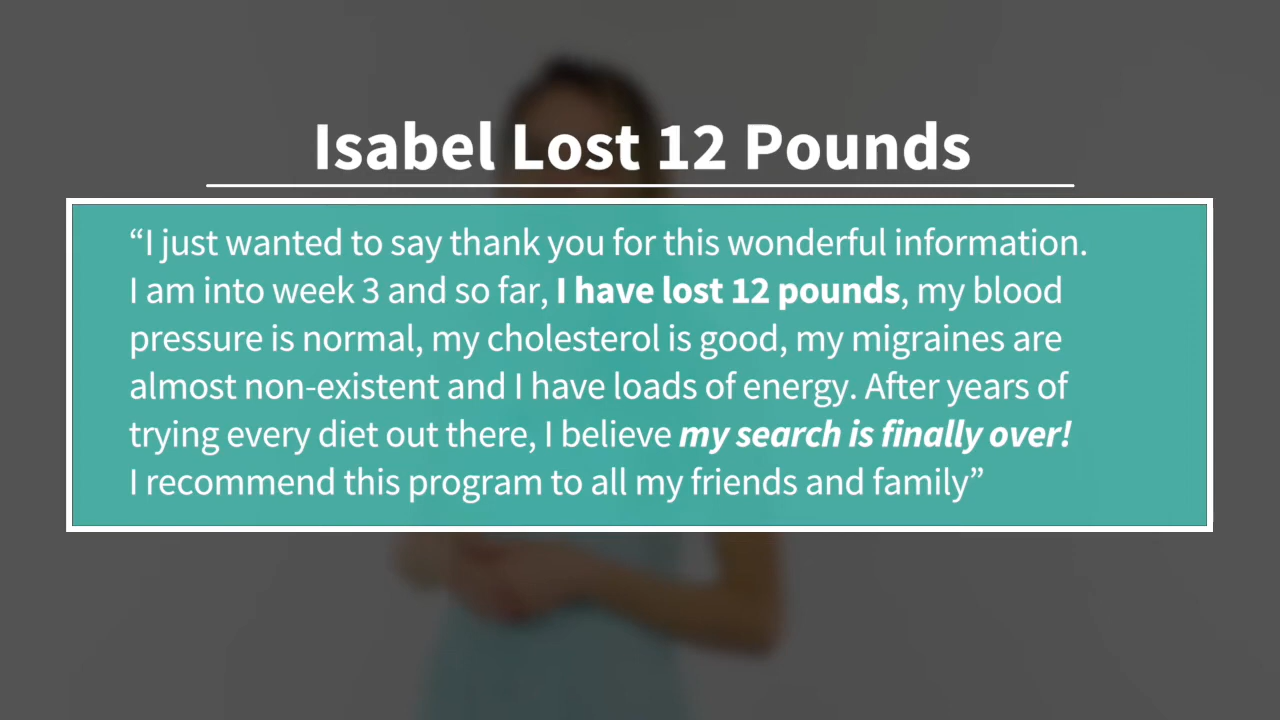 Isabel Lost 12 Pounds
“I just wanted to say thank you for this wonderful information.
I am into week 3 and so far, I have lost 12 pounds, my blood
pressure is normal, my cholesterol is good, my migraines are
almost non-existent and I have loads of energy. After years of
trying every diet out there, I believe my search is finally over!
I recommend this program to all my friends and family”